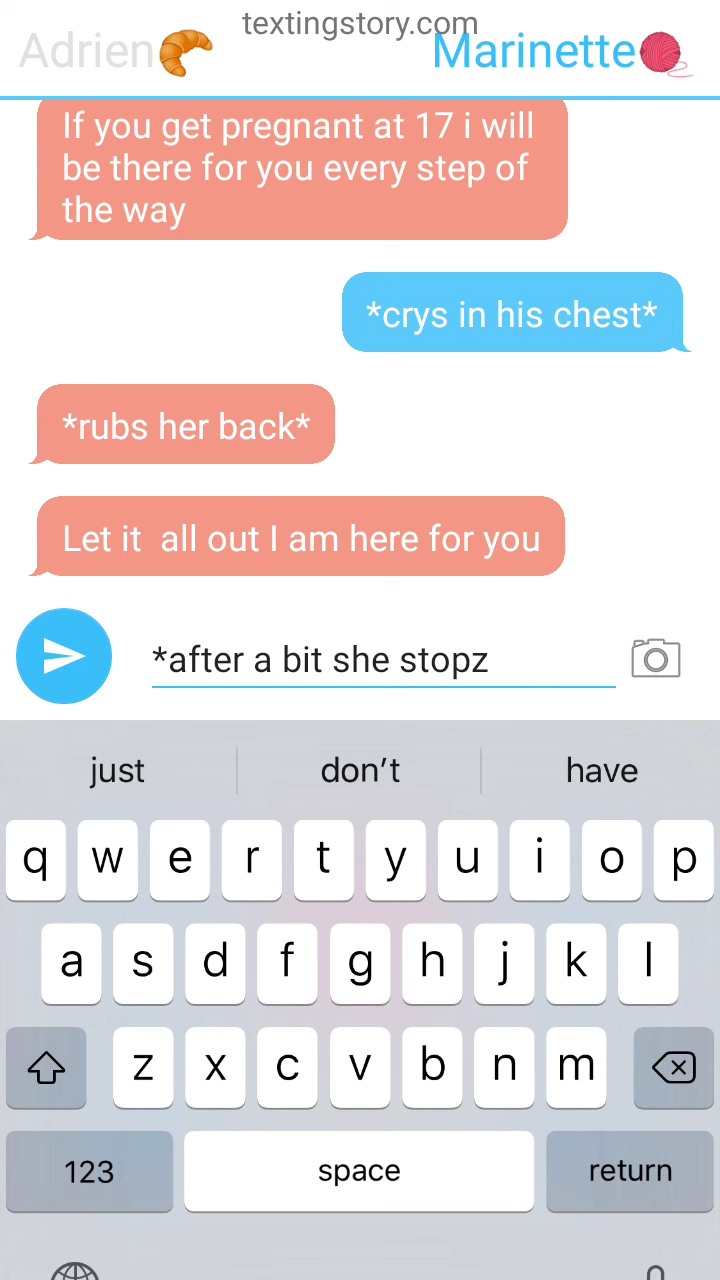 textingstory.com
Adrien🥐 Marinette🧶
If you get pregnant at 17 i will
be there for you every step of
the way
*crys in his chest*
*rubs her back*
Let it  all out I am here for you
*after a bit she stopz
just don't have
q w e r t y u i o p
a s d f g h j k l
z x c v b n m
123 space return